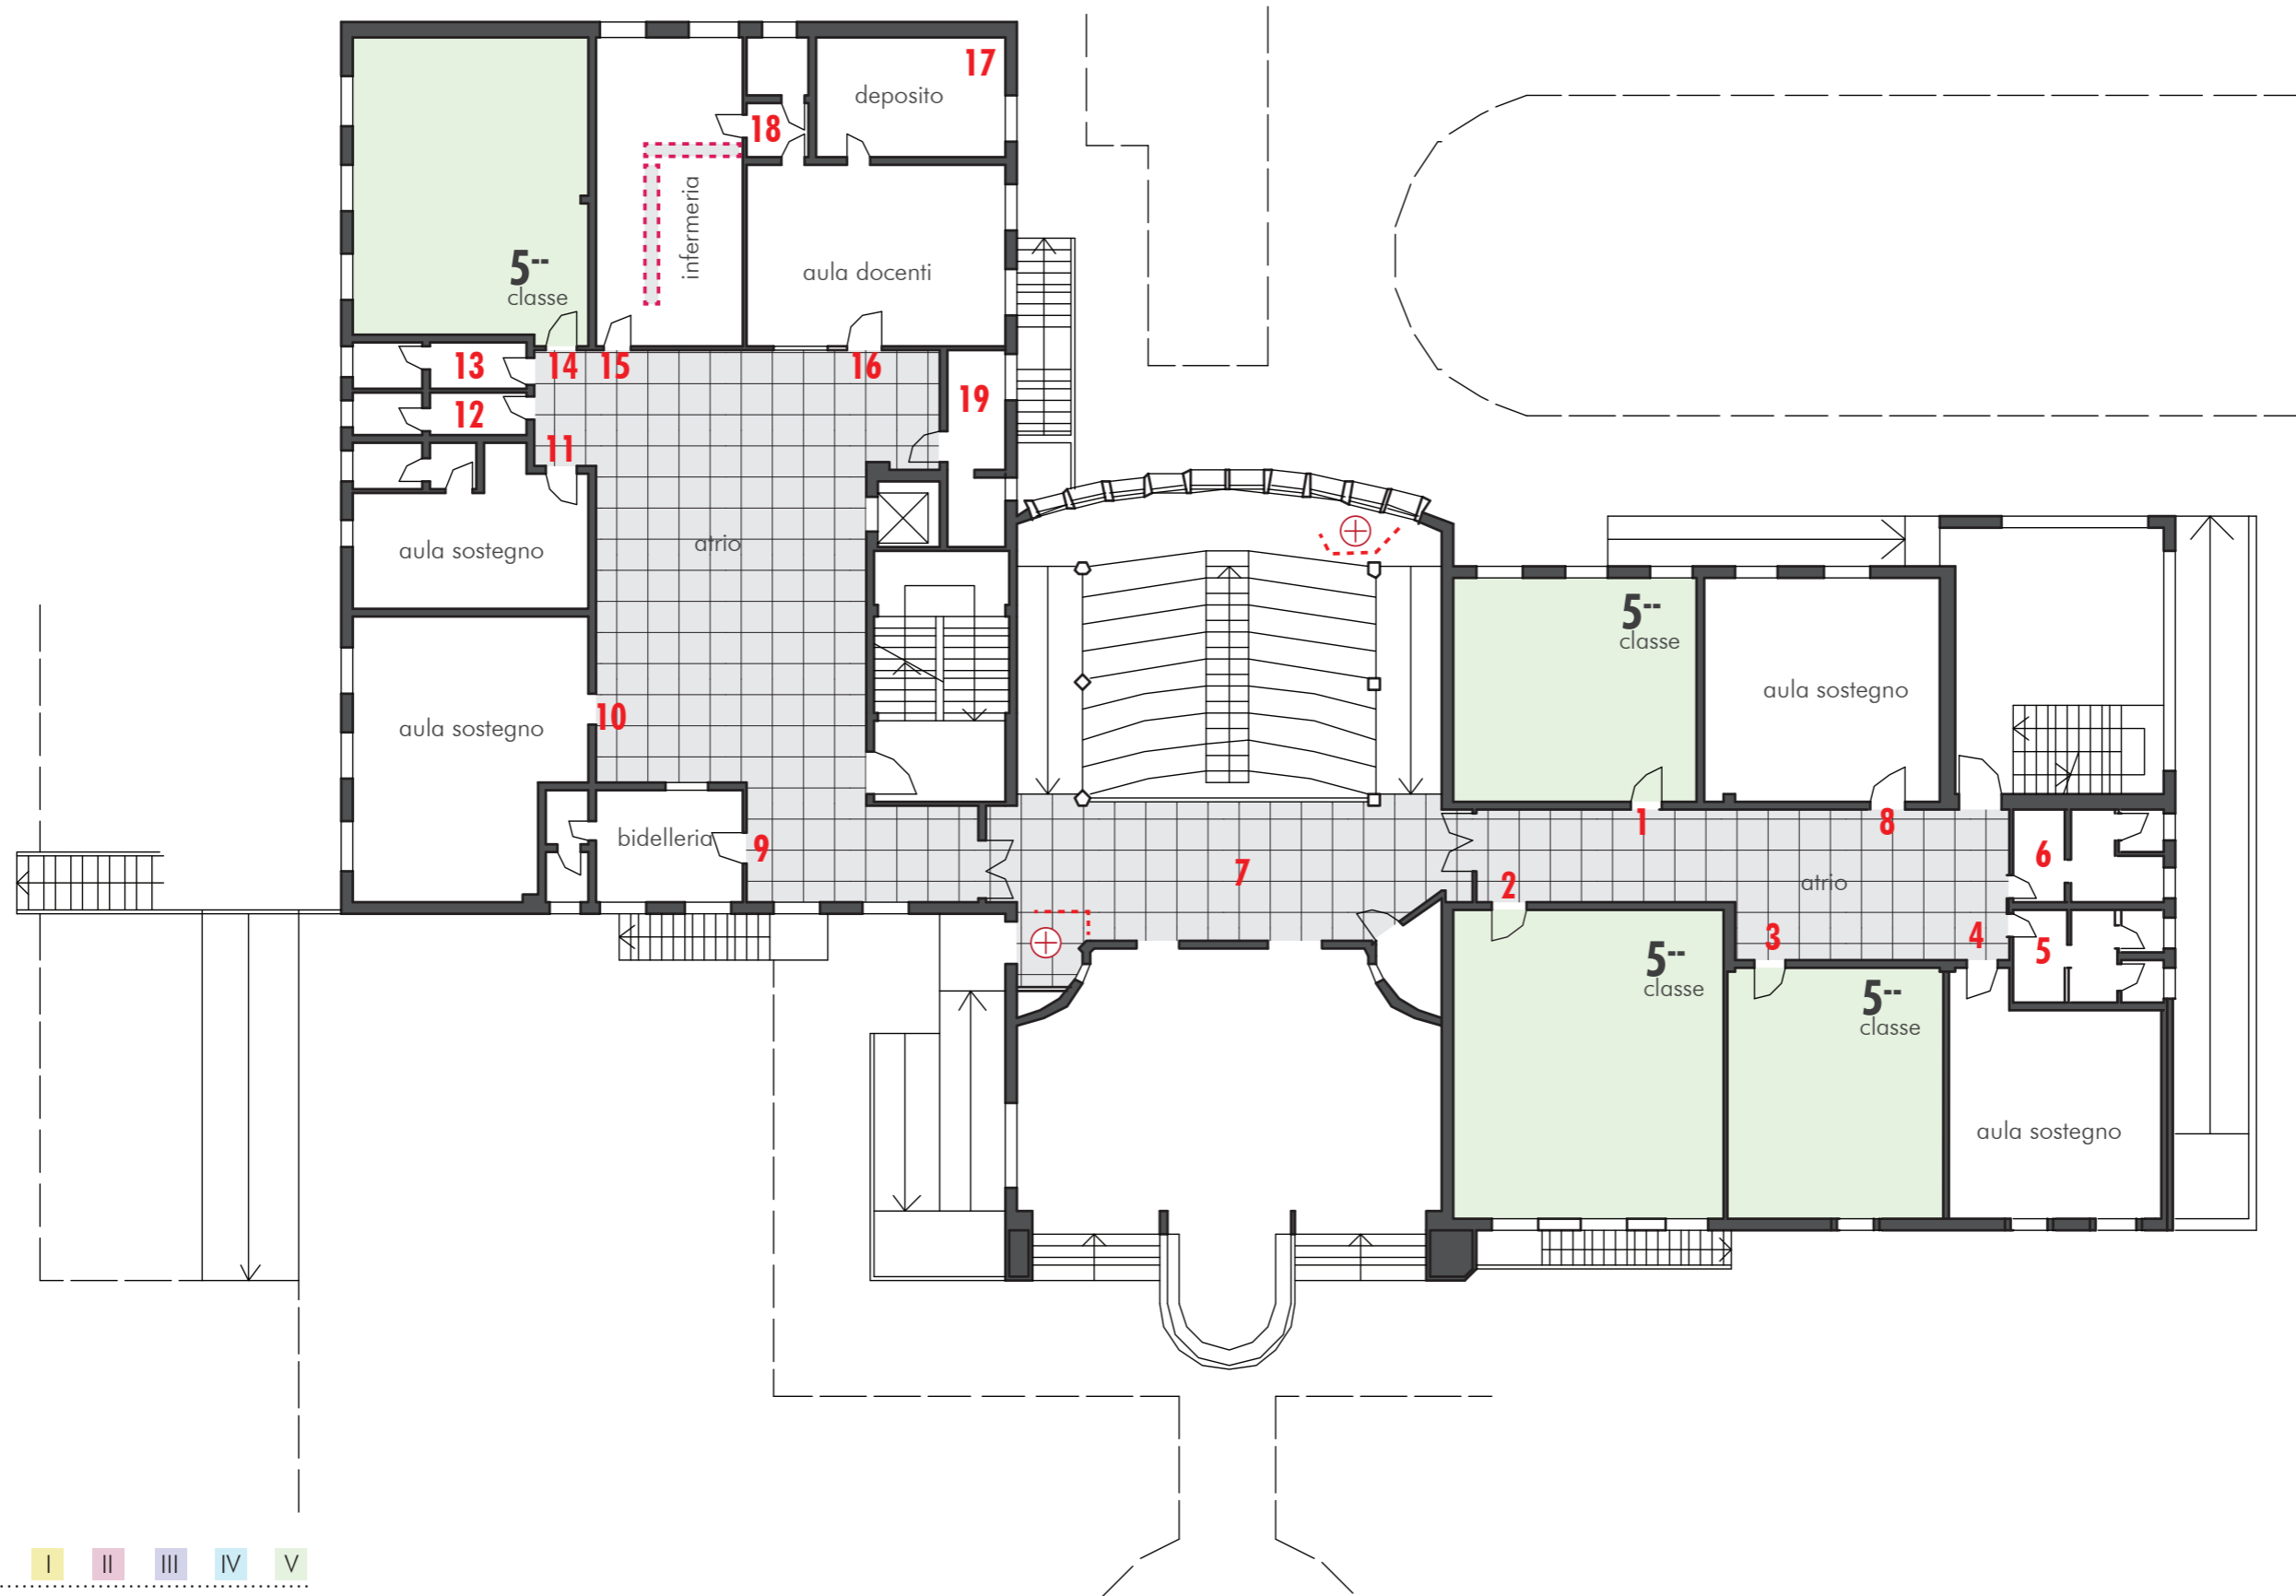 17
deposito
18
infermeria
5--
classe
aula docenti
13
14
15
16
19
12
11
aula sostegno
atrio
5--
classe
aula sostegno
10
aula sostegno
bidelleria
9
7
1
8
2
6
atrio
3
4
5
5--
classe
5--
classe
aula sostegno
I II III IV V